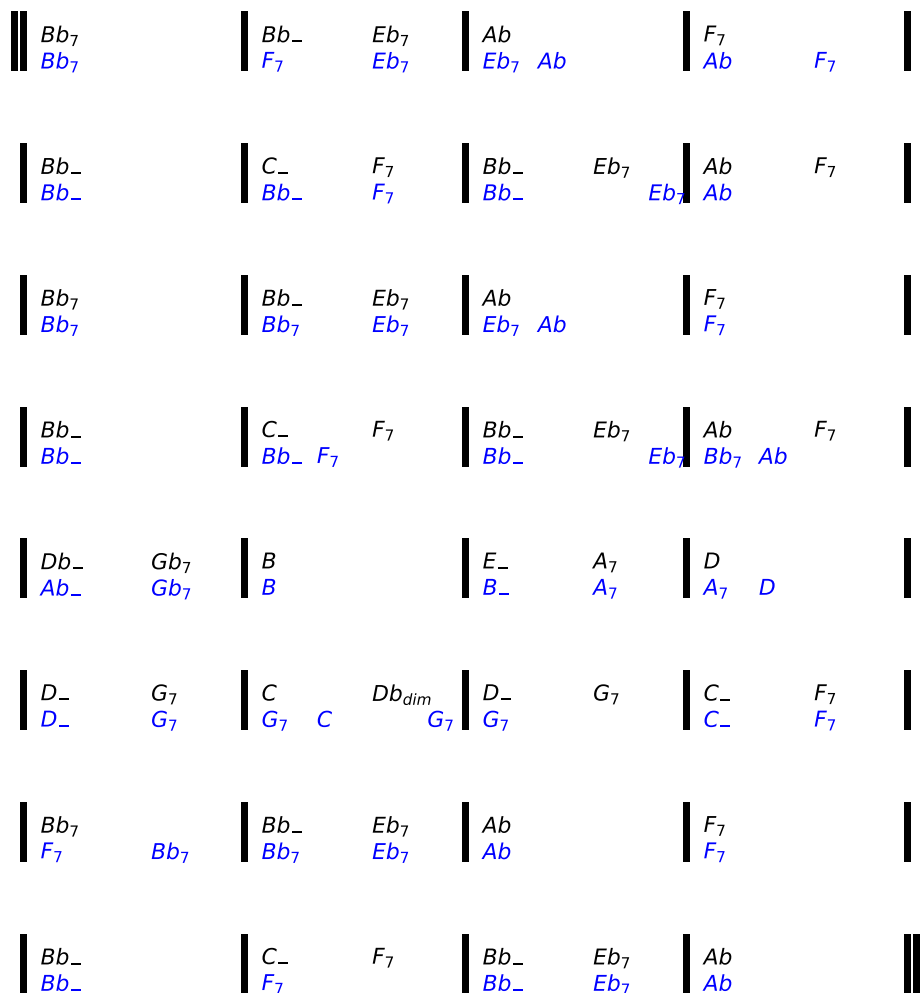 Bb7 Bb– Eb7 Ab F7
Bb7 F7 Eb7 Eb7 Ab Ab F7
Bb– C– F7 Bb– Eb7 Ab F7
Bb– Bb– F7 Bb– Eb7 Ab
Bb7 Bb– Eb7 Ab F7
Bb7 Bb7 Eb7 Eb7 Ab F7
Bb– C– F7 Bb– Eb7 Ab F7
Bb– Bb– F7 Bb– Eb7 Bb7 Ab
Db– Gb7 B E– A7 D
Ab– Gb7 B B– A7 A7 D
D– G7 C Dbdim D– G7 C– F7
D– G7 G7 C G7 G7 C– F7
Bb7 Bb– Eb7 Ab F7
F7 Bb7 Bb7 Eb7 Ab F7
Bb– C– F7 Bb– Eb7 Ab
Bb– F7 Bb– Eb7 Ab